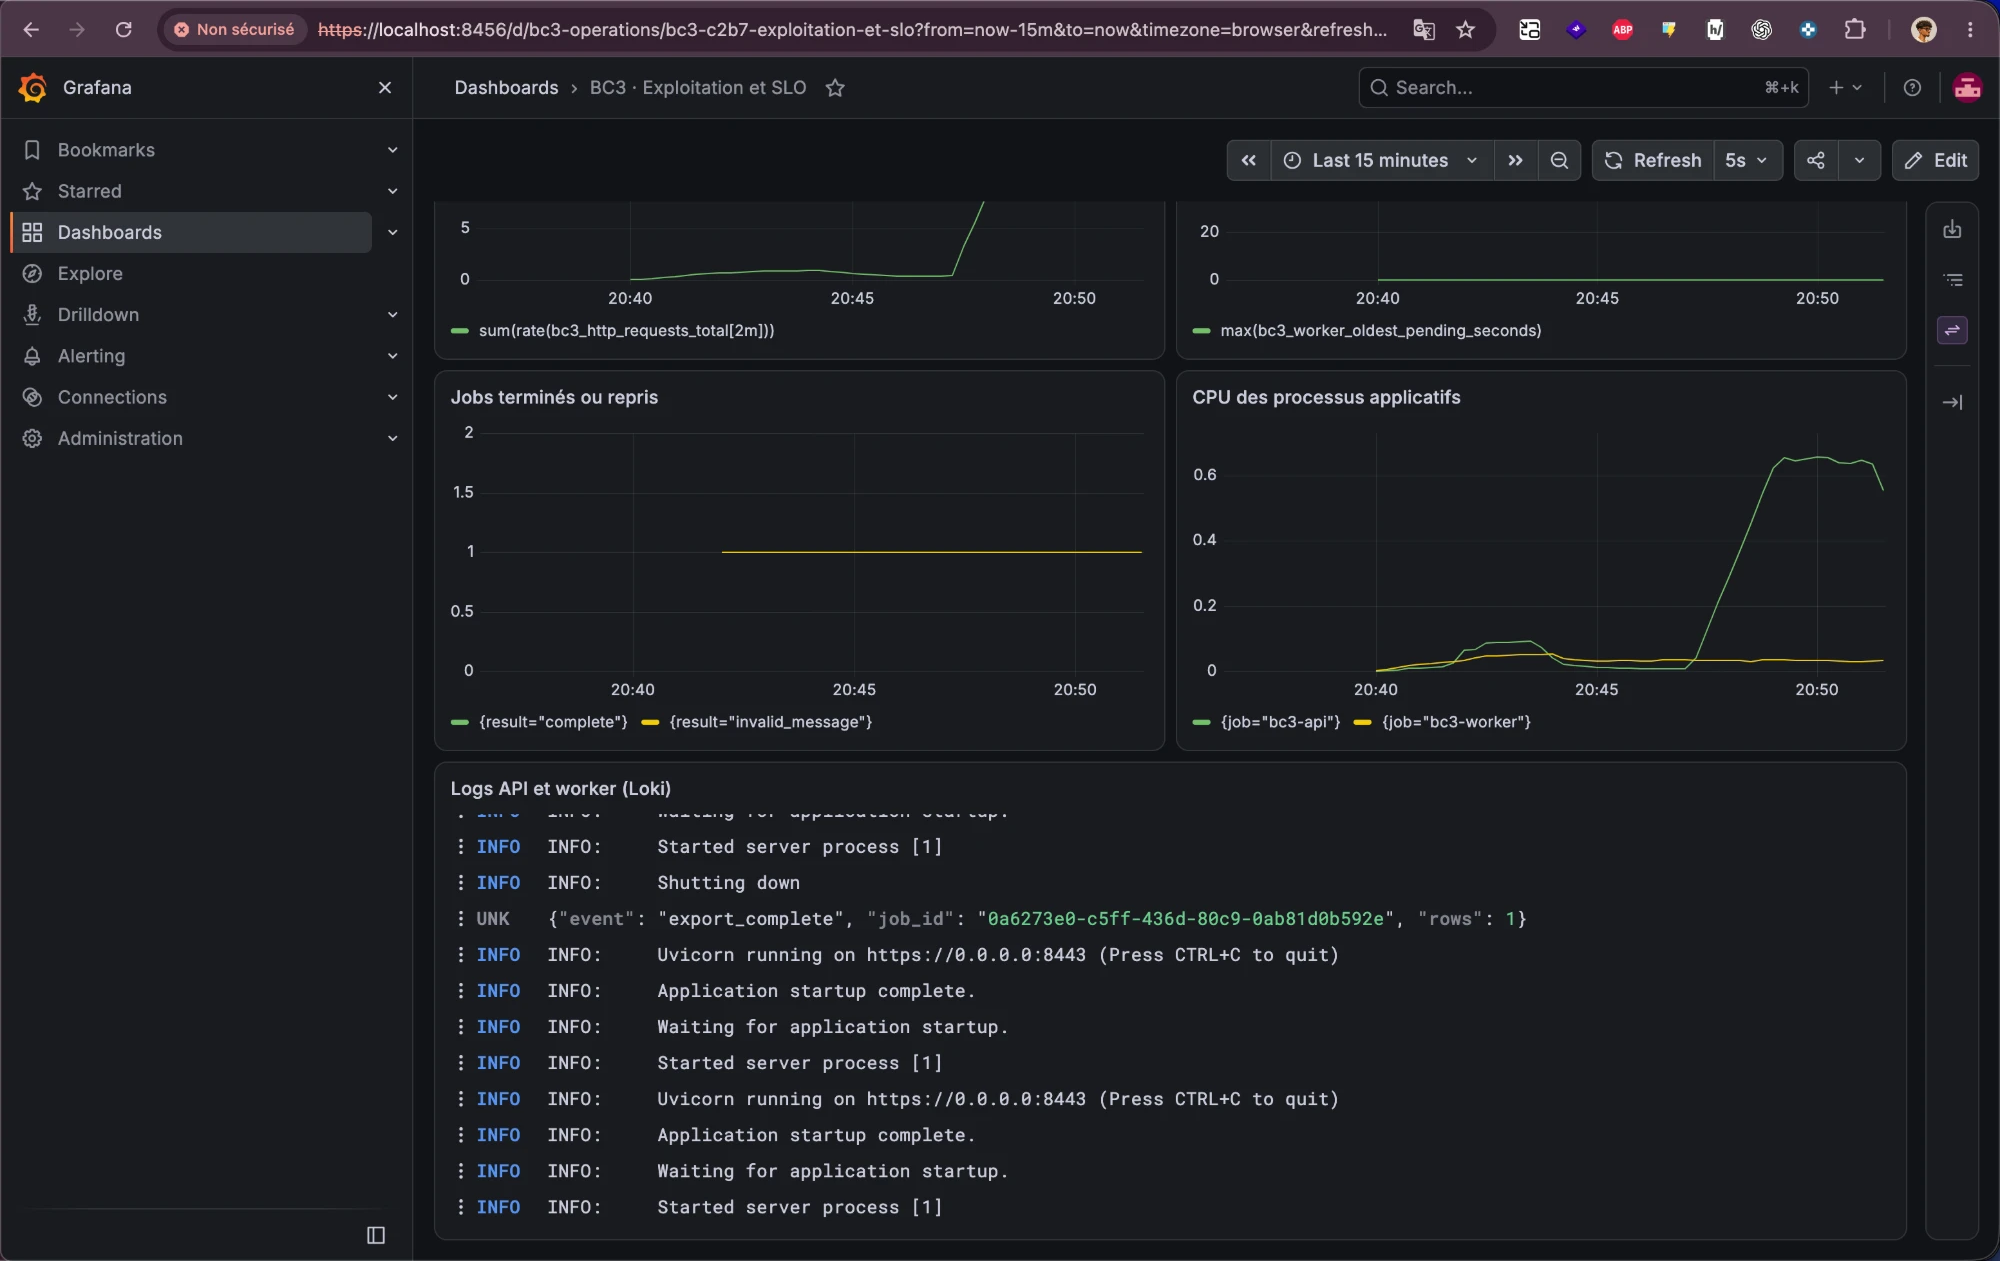 Non sécurisé https://localhost:8456/d/bc3-operations/bc3-c2b7-exploitation-et-slo?from=now-15m&to=now&timezone=browser&refresh...
ABP
Grafana
Dashboards › BC3 · Exploitation et SLO
Search... ⌘+k
Bookmarks
Starred
Dashboards
Explore
Drilldown
Alerting
Connections
Administration
Last 15 minutes
Refresh 5s
Edit
5
0
20:40 20:45 20:50
sum(rate(bc3_http_requests_total[2m]))
20
0
20:40 20:45 20:50
max(bc3_worker_oldest_pending_seconds)
Jobs terminés ou repris
2
1.5
1
0.5
0
20:40 20:45 20:50
{result="complete"} {result="invalid_message"}
CPU des processus applicatifs
0.6
0.4
0.2
0
20:40 20:45 20:50
{job="bc3-api"} {job="bc3-worker"}
Logs API et worker (Loki)
INFO INFO: Waiting for application startup.
INFO INFO: Started server process [1]
INFO INFO: Shutting down
UNK {"event": "export_complete", "job_id": "0a6273e0-c5ff-436d-80c9-0ab81d0b592e", "rows": 1}
INFO INFO: Uvicorn running on https://0.0.0.0:8443 (Press CTRL+C to quit)
INFO INFO: Application startup complete.
INFO INFO: Waiting for application startup.
INFO INFO: Started server process [1]
INFO INFO: Uvicorn running on https://0.0.0.0:8443 (Press CTRL+C to quit)
INFO INFO: Application startup complete.
INFO INFO: Waiting for application startup.
INFO INFO: Started server process [1]